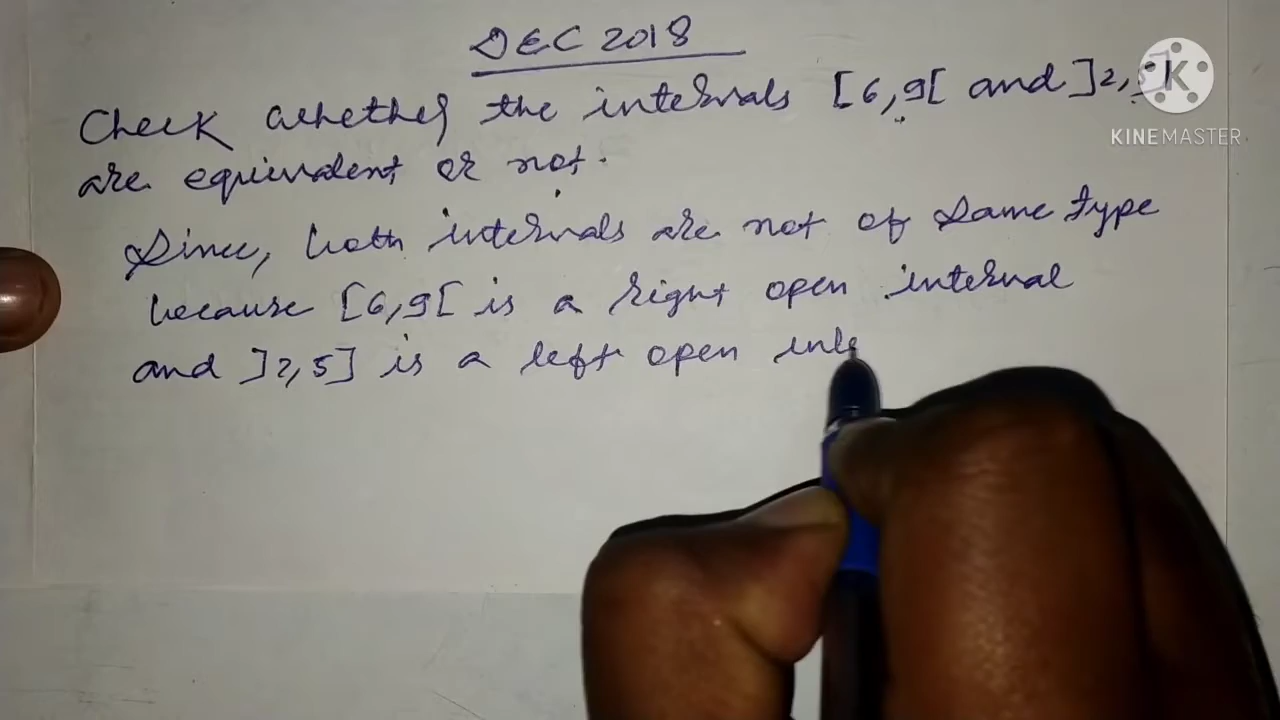 DEC 2018
Check whether the intervals [6,9[ and ]2,
K
KINEMASTER
are equivalent or not.
Since, both intervals are not of same type
because [6,9[ is a right open interval
and ]2,5] is a left open inte